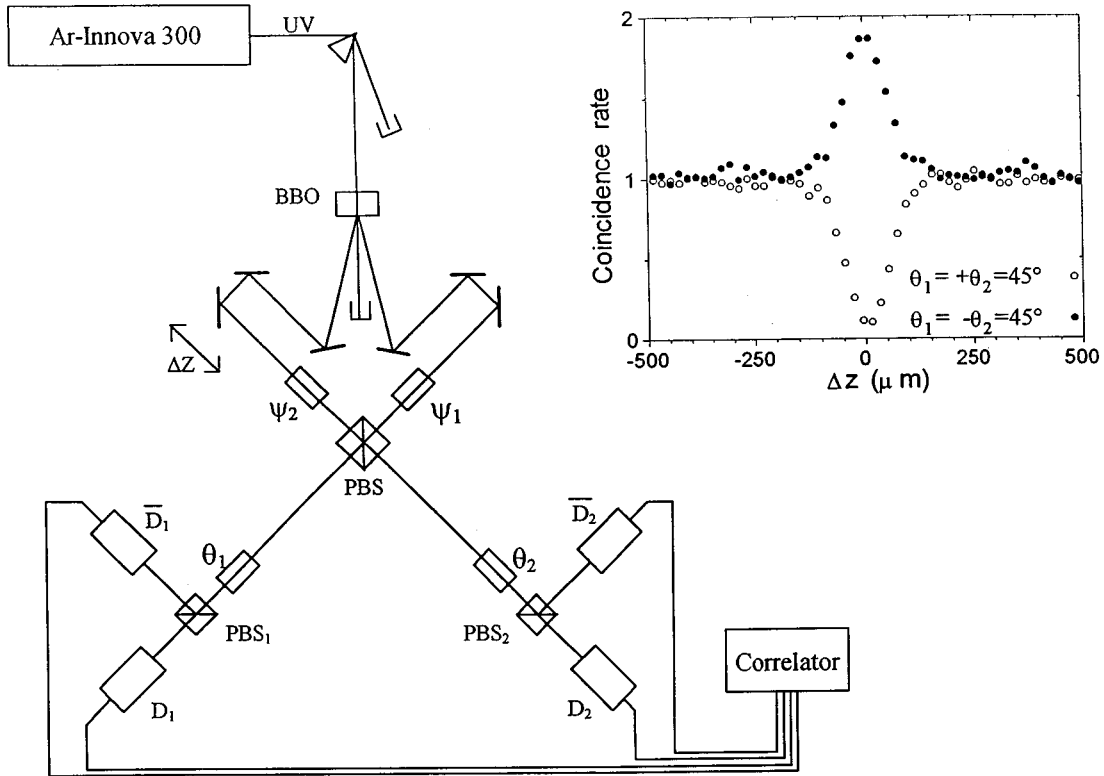 Ar-Innova 300
UV
BBO
ΔZ
ψ₂
ψ₁
PBS
D̅₁
θ₁
PBS₁
D₁
D̅₂
θ₂
PBS₂
D₂
Correlator
2
1
0
Coincidence rate
θ₁ = +θ₂=45° ○
θ₁ = -θ₂=45° ●
-500 -250 0 250 500
Δz (μm)